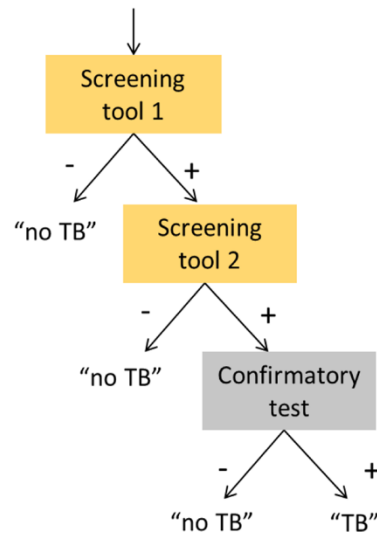 Screening
tool 1
- +
“no TB”
Screening
tool 2
- +
“no TB”
Confirmatory
test
- +
“no TB” “TB”